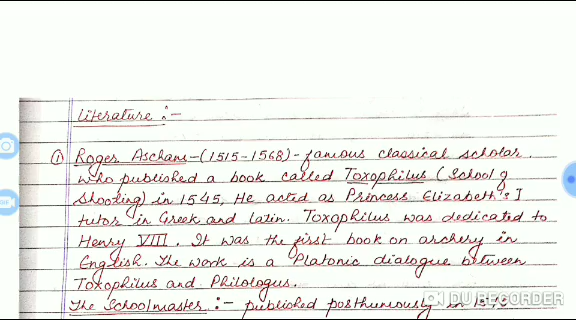 Literature :-
① Roger Ascham-(1515-1568)- famous classical scholar.
who published a book called Toxophilus (School of
Shooting) in 1545. He acted as Princess Elizabeth's I
tutor in Greek and latin. Toxophilus was dedicated to
Henry VIII. It was the first book on archery in
English. The work is a Platonic dialogue between
Toxophilus and Philologus.
The Schoolmaster :- published posthumously in
DU RECORDER